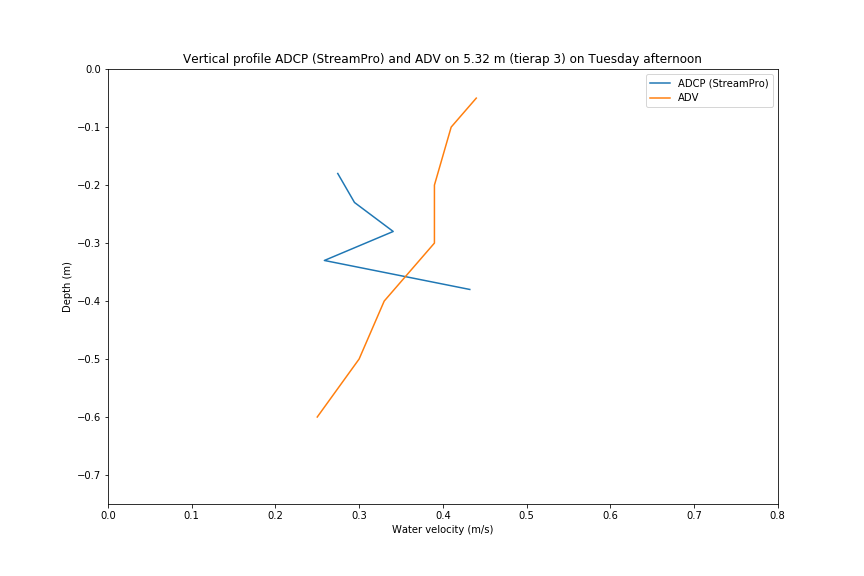 Vertical profile ADCP (StreamPro) and ADV on 5.32 m (tierap 3) on Tuesday afternoon
ADCP (StreamPro)
ADV
0.0
−0.1
−0.2
−0.3
−0.4
−0.5
−0.6
−0.7
Depth (m)
0.0 0.1 0.2 0.3 0.4 0.5 0.6 0.7 0.8
Water velocity (m/s)